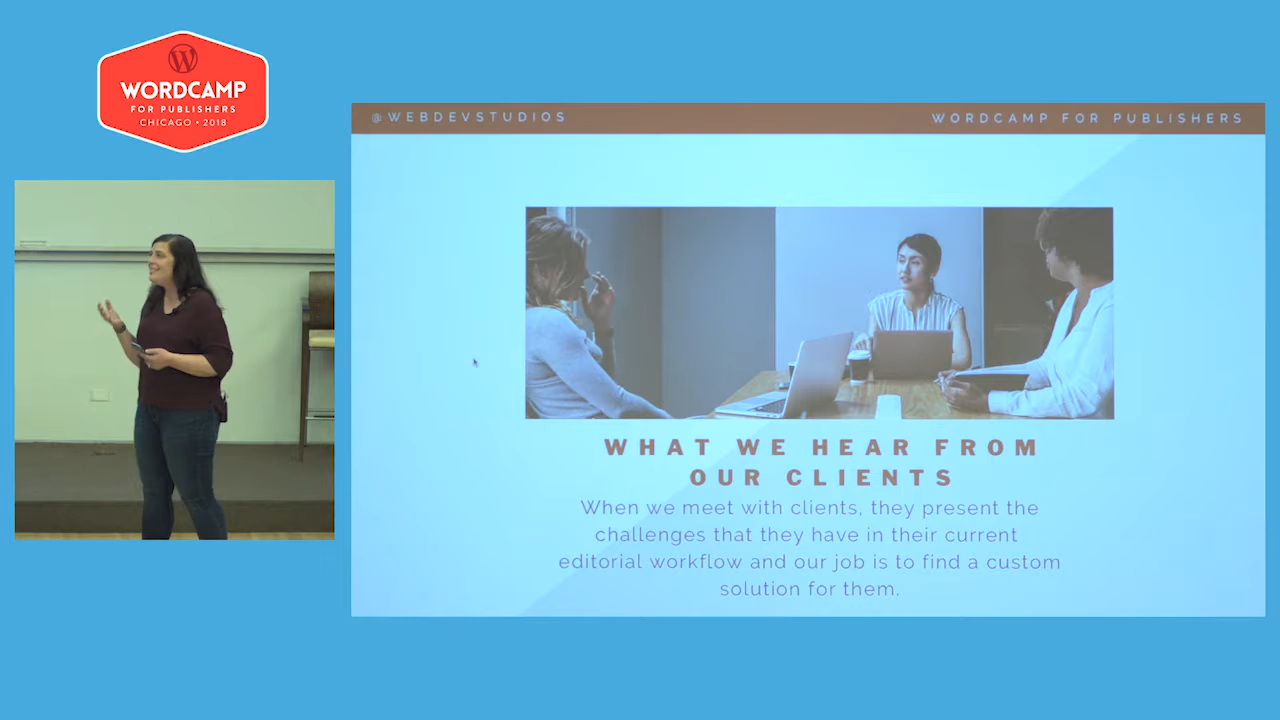 WORDCAMP
FOR PUBLISHERS
CHICAGO • 2018
@WEBDEVSTUDIOS
WORDCAMP FOR PUBLISHERS
WHAT WE HEAR FROM
OUR CLIENTS
When we meet with clients, they present the
challenges that they have in their current
editorial workflow and our job is to find a custom
solution for them.